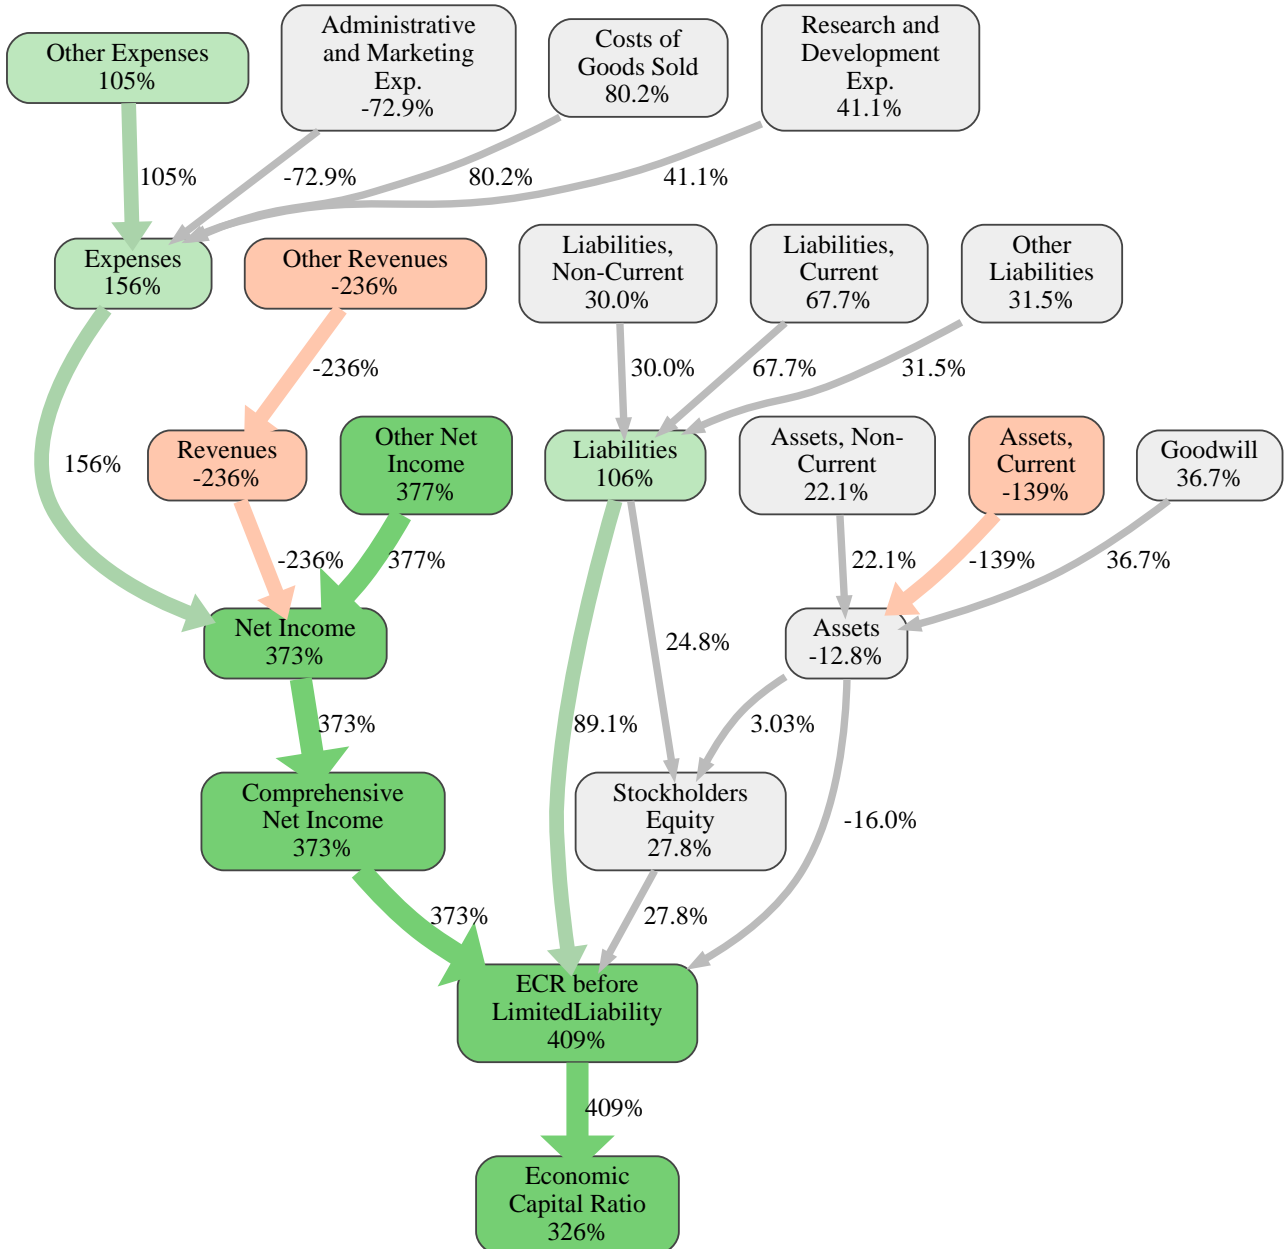 Other Expenses
105%
Administrative
and Marketing
Exp.
-72.9%
Costs of
Goods Sold
80.2%
Research and
Development
Exp.
41.1%
105%
-72.9%
80.2%
41.1%
Expenses
156%
Other Revenues
-236%
Liabilities,
Non-Current
30.0%
Liabilities,
Current
67.7%
Other
Liabilities
31.5%
-236%
30.0%
67.7%
31.5%
156%
Revenues
-236%
Other Net
Income
377%
Liabilities
106%
Assets, Non-
Current
22.1%
Assets,
Current
-139%
Goodwill
36.7%
-236%
377%
22.1%
-139%
36.7%
Net Income
373%
24.8%
Assets
-12.8%
373%
89.1%
3.03%
Comprehensive
Net Income
373%
Stockholders
Equity
27.8%
-16.0%
373%
27.8%
ECR before
LimitedLiability
409%
409%
Economic
Capital Ratio
326%